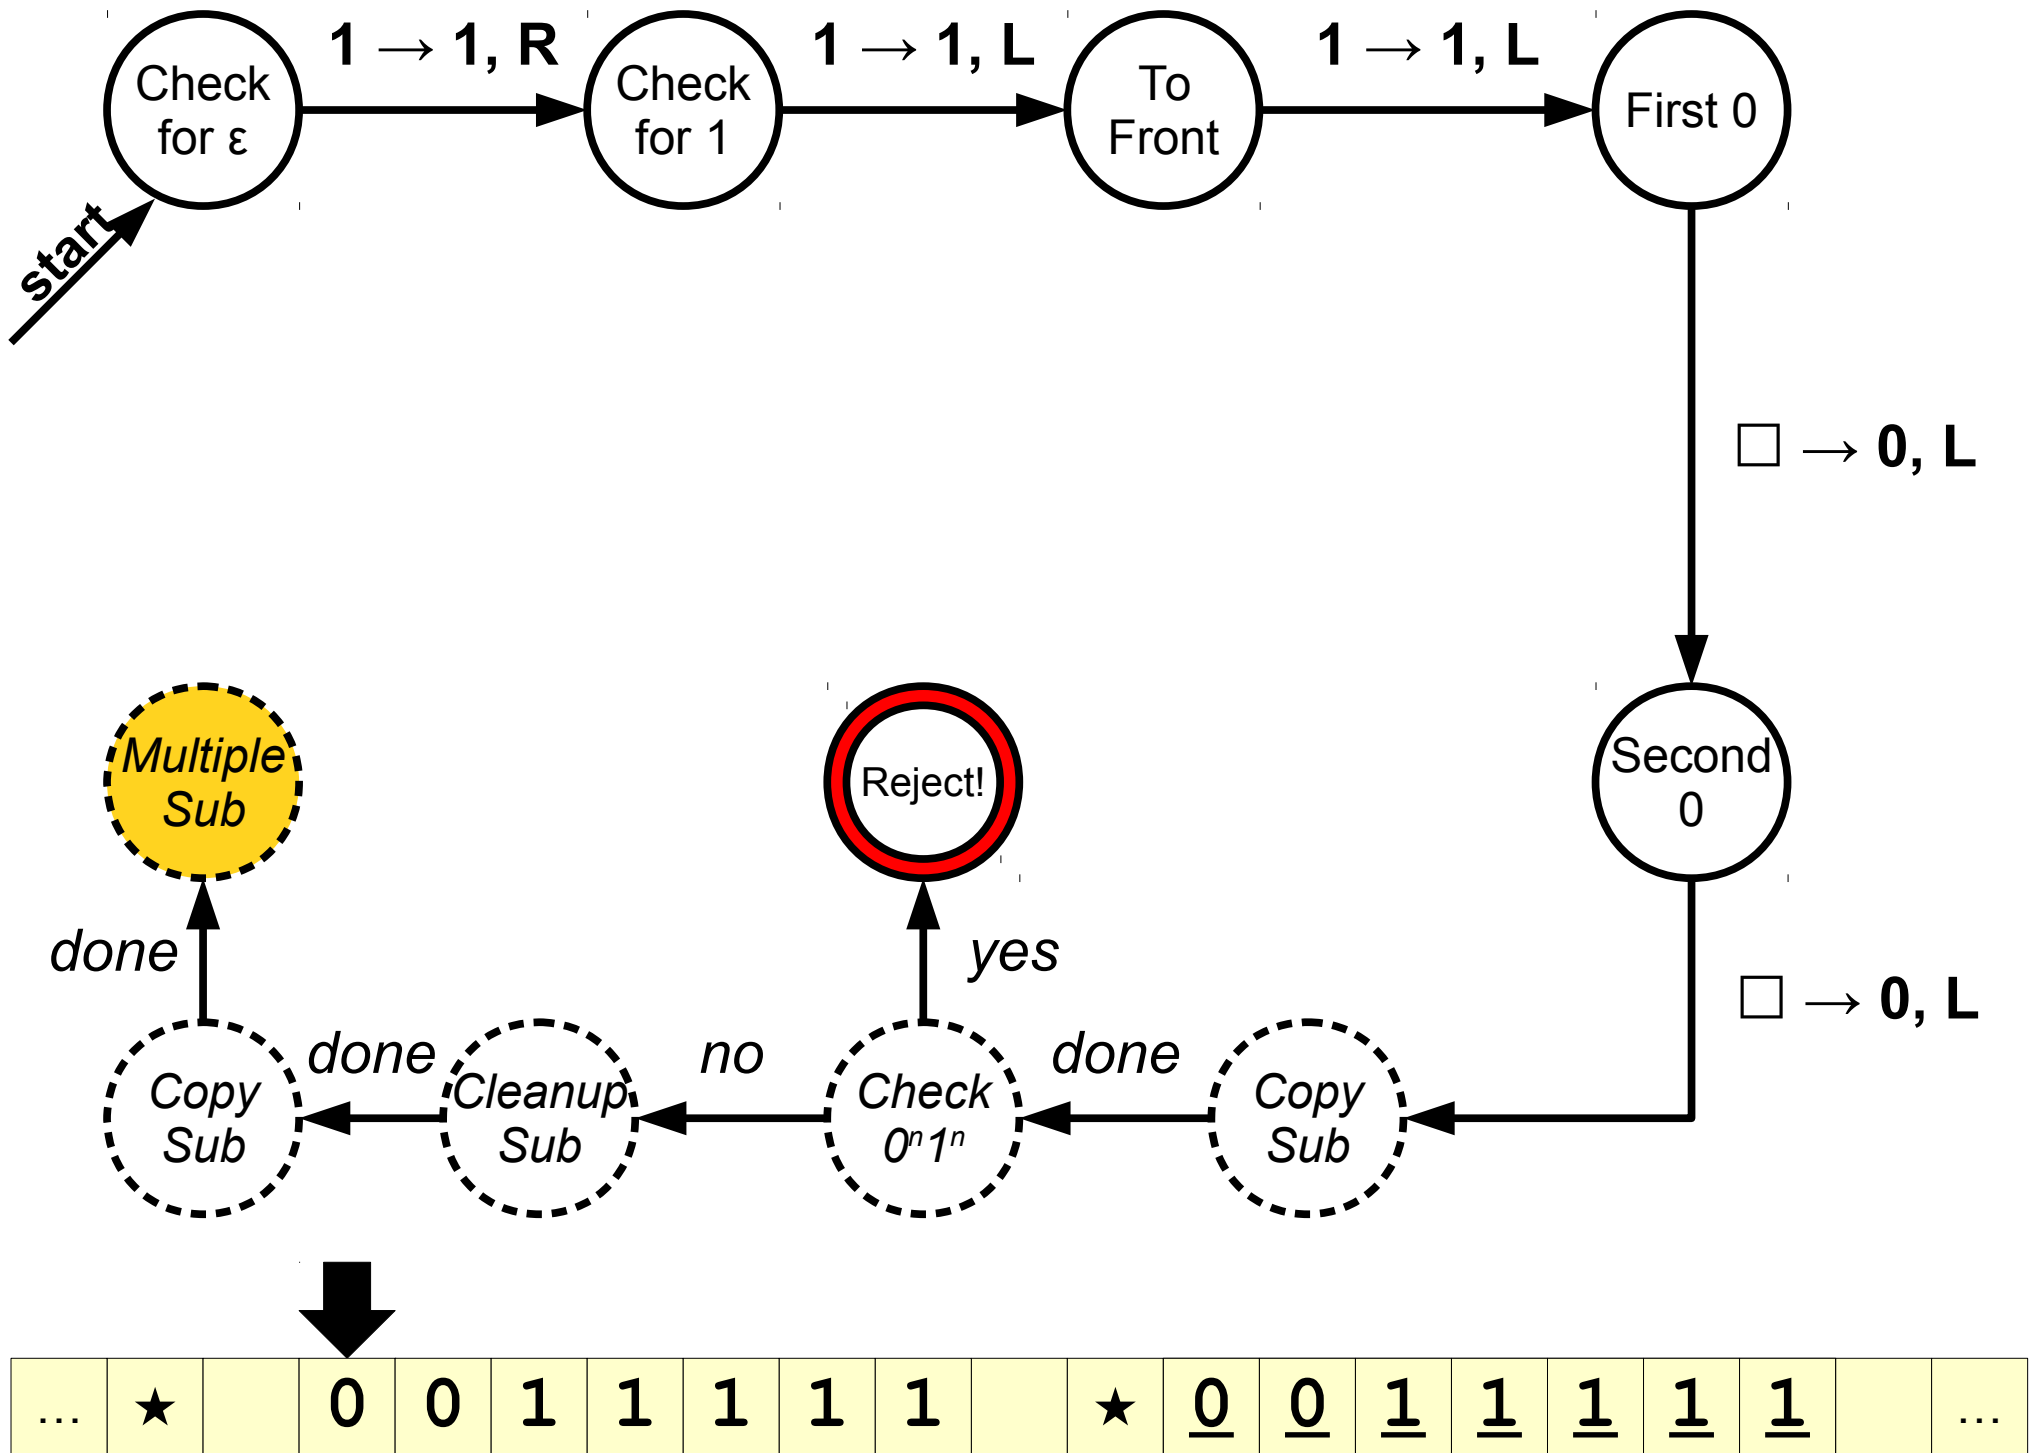 Check
for ε
1 → 1, R
Check
for 1
1 → 1, L
To
Front
1 → 1, L
First 0
start
□ → 0, L
Multiple
Sub
Reject!
Second
0
done
yes
□ → 0, L
Copy
Sub
done
Cleanup
Sub
no
Check
0ⁿ1ⁿ
done
Copy
Sub
… ★ 0 0 1 1 1 1 1 ★ 0 0 1 1 1 1 1 …